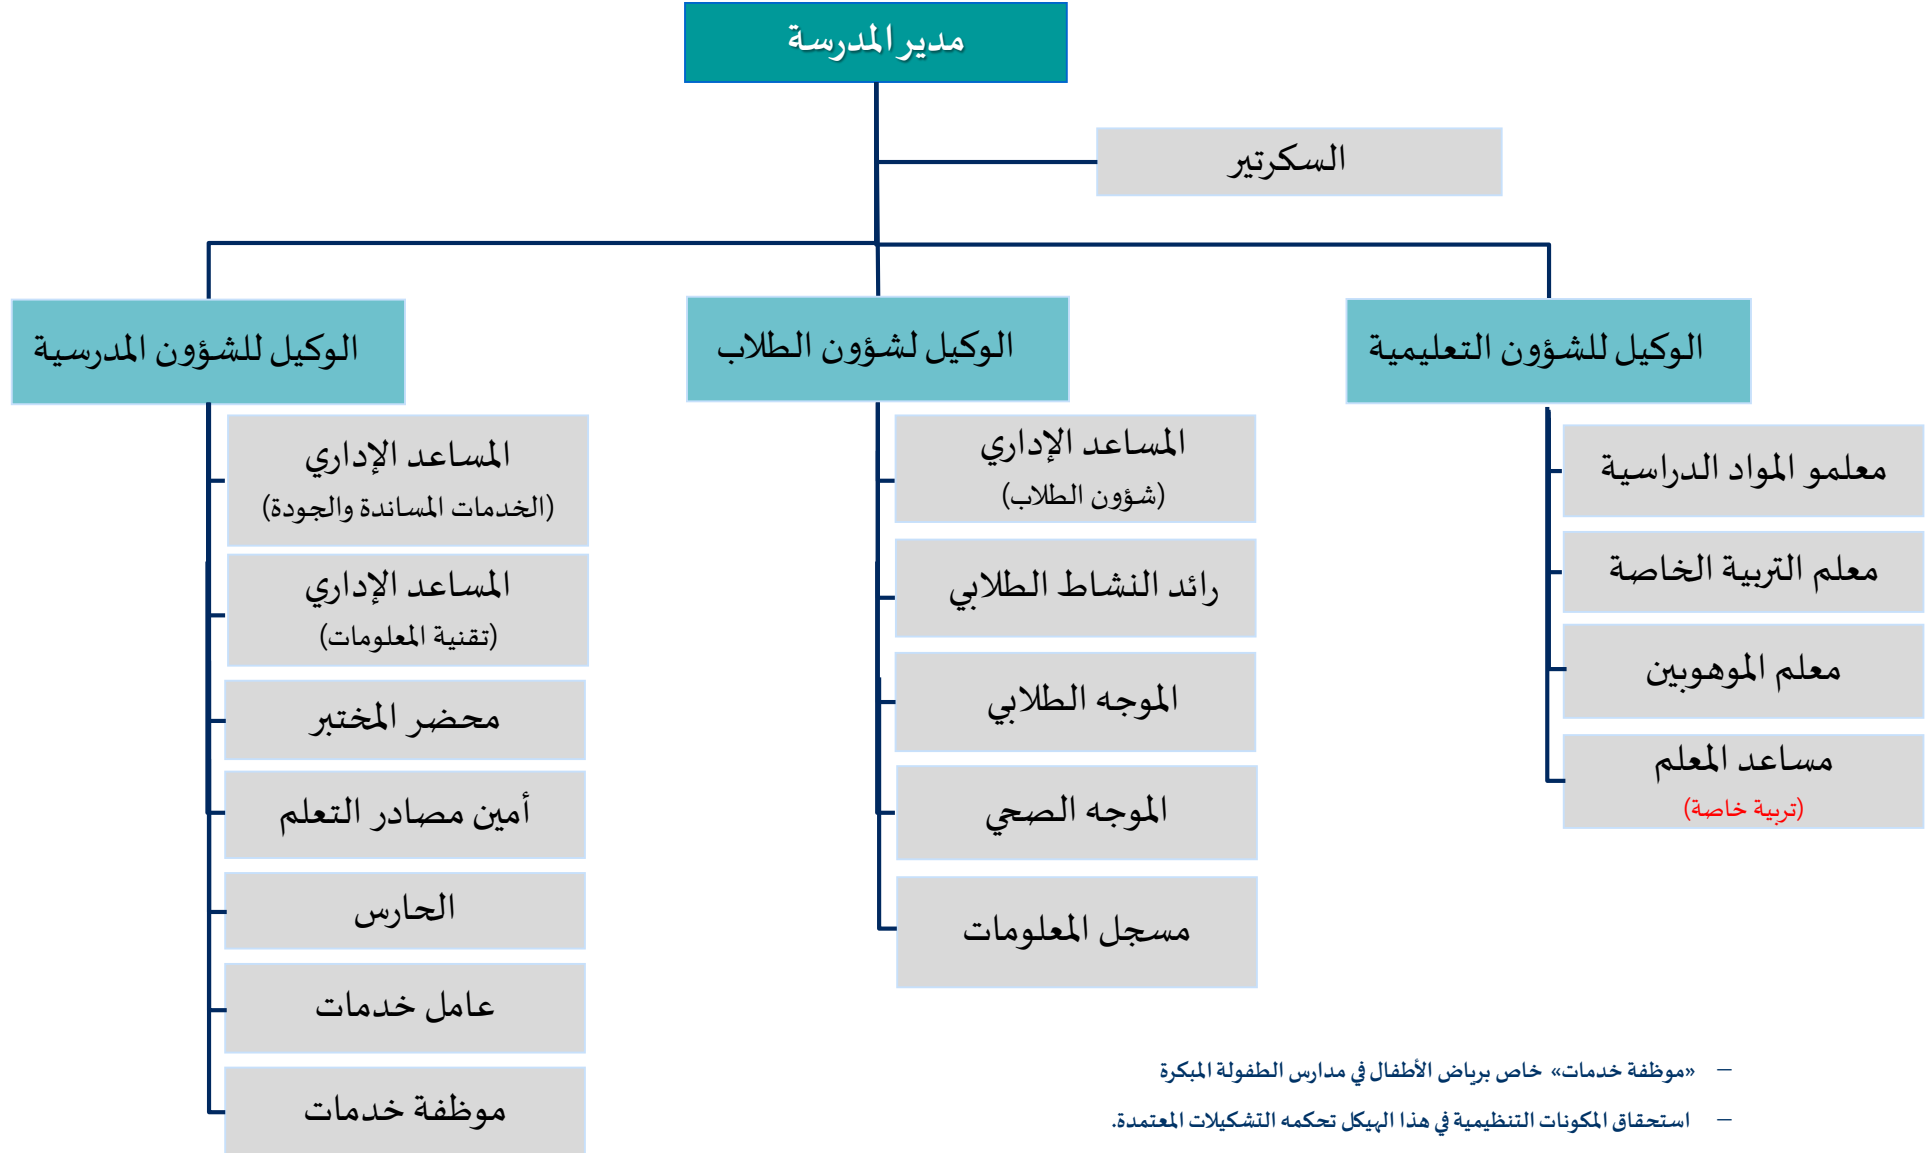 مدير المدرسة
السكرتير
الوكيل للشؤون التعليمية
معلمو المواد الدراسية
معلم التربية الخاصة
معلم الموهوبين
مساعد المعلم
(تربية خاصة)
الوكيل لشؤون الطلاب
المساعد الإداري
(شؤون الطلاب)
رائد النشاط الطلابي
الموجه الطلابي
الموجه الصحي
مسجل المعلومات
الوكيل للشؤون المدرسية
المساعد الإداري
(الخدمات المساندة والجودة)
المساعد الإداري
(تقنية المعلومات)
محضر المختبر
أمين مصادر التعلم
الحارس
عامل خدمات
موظفة خدمات
– «موظفة خدمات» خاص برياض الأطفال في مدارس الطفولة المبكرة
– استحقاق المكونات التنظيمية في هذا الهيكل تحكمه التشكيلات المعتمدة.